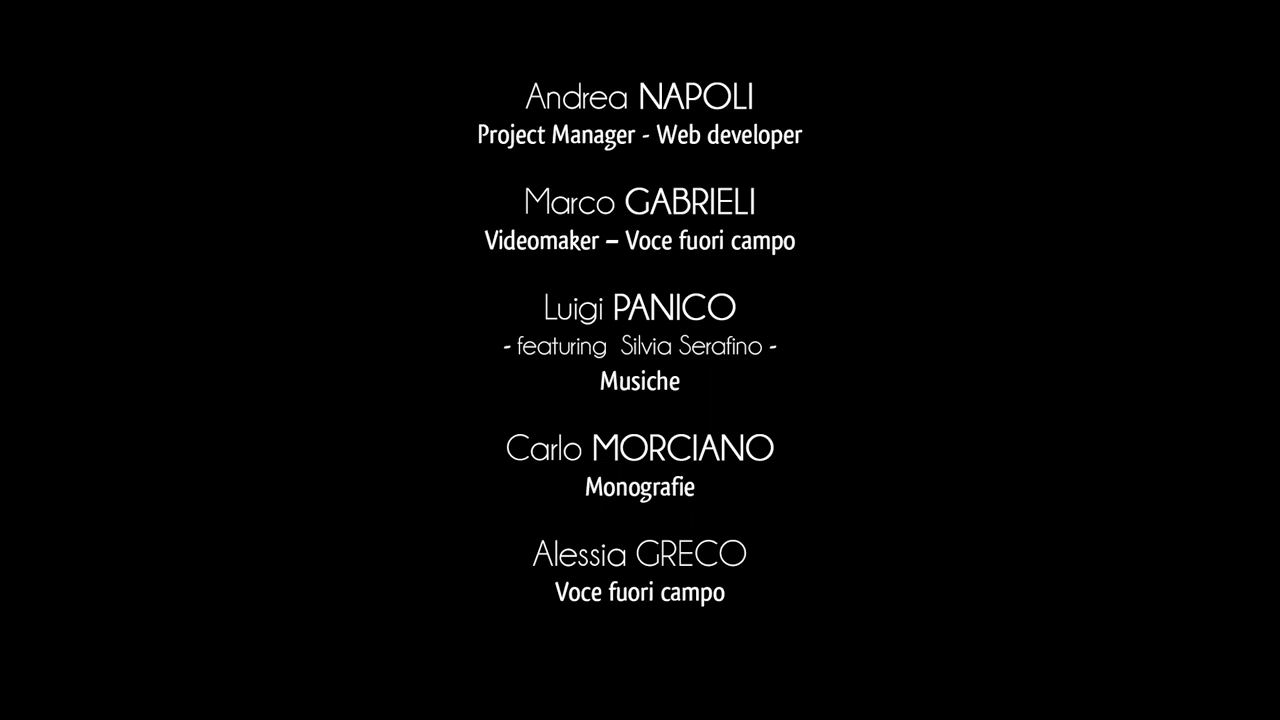 Andrea NAPOLI
Project Manager - Web developer
Marco GABRIELI
Videomaker – Voce fuori campo
Luigi PANICO
- featuring Silvia Serafino -
Musiche
Carlo MORCIANO
Monografie
Alessia GRECO
Voce fuori campo